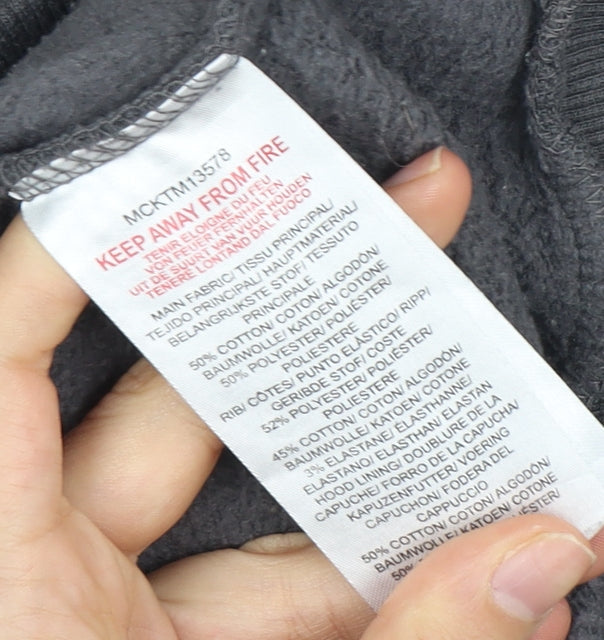 MCKTM13578
KEEP AWAY FROM FIRE
TENIR ELOIGNE DU FEU
VON FEUER FERNHALTEN
UIT DE SUURT VAN VUUR HOUDEN
TENERE LONTANO DAL FUOCO
MAIN FABRIC/ TISSU PRINCIPAL/
TEJIDO PRINCIPAL/ HAUPTMATERIAL/
BELANGRIJKSTE STOF/ TESSUTO
PRINCIPALE
50% COTTON/ COTON/ ALGODÓN/
BAUMWOLLE/ KATOEN/ COTONE
50% POLYESTER/ POLIÉSTER/
POLIESTERE
RIB/ CÔTES/ PUNTO ELÁSTICO/ RIPP/
GERIBDE STOF/ COSTE
52% POLYESTER/ POLIÉSTER/
POLIESTERE
45% COTTON/ COTON/ ALGODÓN/
BAUMWOLLE/ KATOEN/ COTONE
3% ELASTANE/ ÉLASTHANNE/
ELASTANO/ ELASTHAN/ ELASTAN
HOOD LINING/ DOUBLURE DE LA
CAPUCHE/ FORRO DE LA CAPUCHA/
KAPUZENFUTTER/ VOERING
CAPUCHON/ FODERA DEL
CAPPUCCIO
50% COTTON/ COTON/ ALGODÓN/
BAUMWOLLE/ KATOEN/ COTONE
50%